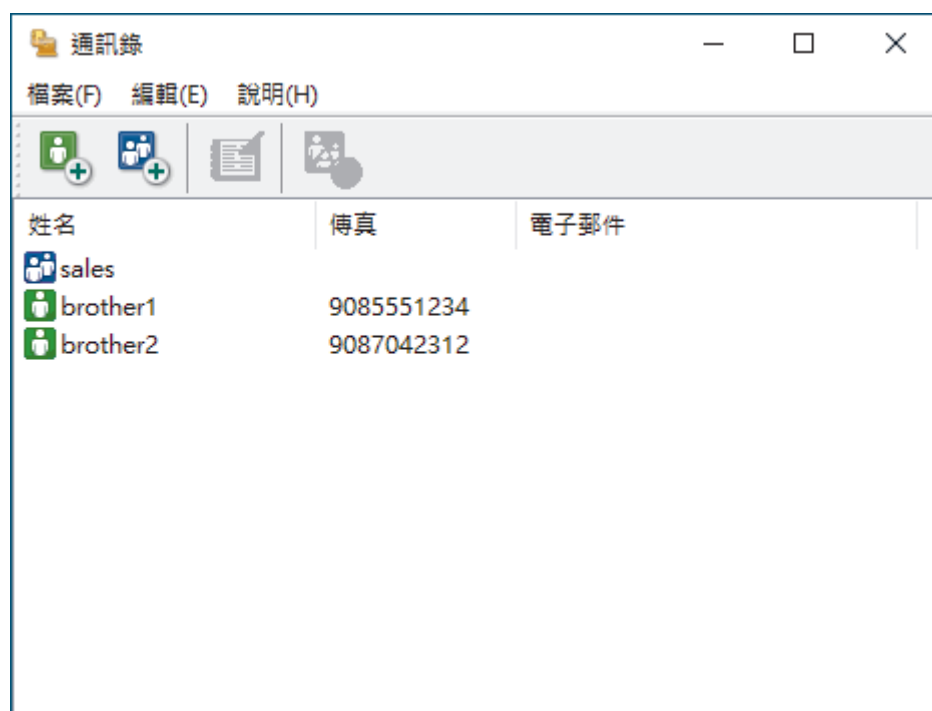 通訊錄
檔案(F) 編輯(E) 說明(H)
姓名 傳真 電子郵件
sales
brother1 9085551234
brother2 9087042312